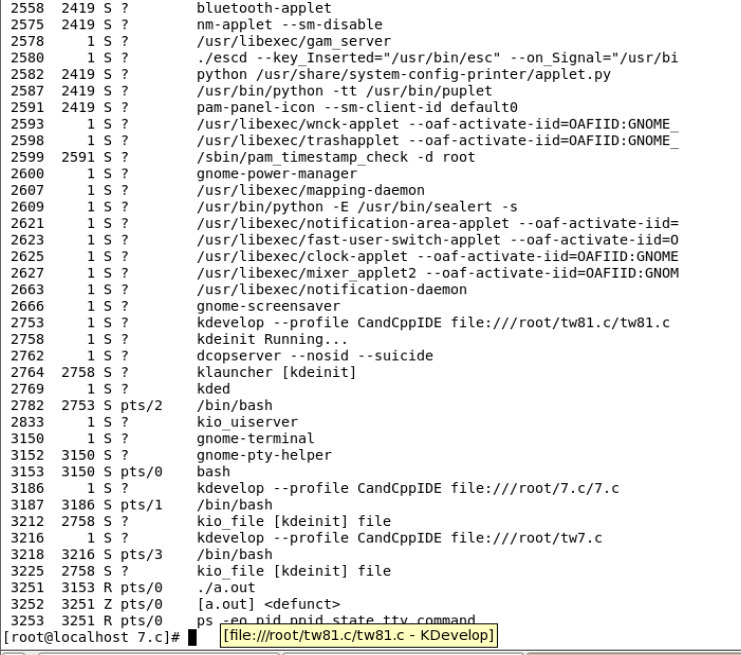 2558  2419 S ?        bluetooth-applet
2575  2419 S ?        nm-applet --sm-disable
2578     1 S ?        /usr/libexec/gam_server
2580     1 S ?        ./escd --key_Inserted="/usr/bin/esc" --on_Signal="/usr/bi
2582  2419 S ?        python /usr/share/system-config-printer/applet.py
2587  2419 S ?        /usr/bin/python -tt /usr/bin/puplet
2591  2419 S ?        pam-panel-icon --sm-client-id default0
2593     1 S ?        /usr/libexec/wnck-applet --oaf-activate-iid=OAFIID:GNOME_
2598     1 S ?        /usr/libexec/trashapplet --oaf-activate-iid=OAFIID:GNOME_
2599  2591 S ?        /sbin/pam_timestamp_check -d root
2600     1 S ?        gnome-power-manager
2607     1 S ?        /usr/libexec/mapping-daemon
2609     1 S ?        /usr/bin/python -E /usr/bin/sealert -s
2621     1 S ?        /usr/libexec/notification-area-applet --oaf-activate-iid=
2623     1 S ?        /usr/libexec/fast-user-switch-applet --oaf-activate-iid=O
2625     1 S ?        /usr/libexec/clock-applet --oaf-activate-iid=OAFIID:GNOME
2627     1 S ?        /usr/libexec/mixer_applet2 --oaf-activate-iid=OAFIID:GNOM
2663     1 S ?        /usr/libexec/notification-daemon
2666     1 S ?        gnome-screensaver
2753     1 S ?        kdevelop --profile CandCppIDE file:///root/tw81.c/tw81.c
2758     1 S ?        kdeinit Running...
2762     1 S ?        dcopserver --nosid --suicide
2764  2758 S ?        klauncher [kdeinit]
2769     1 S ?        kded
2782  2753 S pts/2    /bin/bash
2833     1 S ?        kio_uiserver
3150     1 S ?        gnome-terminal
3152  3150 S ?        gnome-pty-helper
3153  3150 S pts/0    bash
3186     1 S ?        kdevelop --profile CandCppIDE file:///root/7.c/7.c
3187  3186 S pts/1    /bin/bash
3212  2758 S ?        kio_file [kdeinit] file
3216     1 S ?        kdevelop --profile CandCppIDE file:///root/tw7.c
3218  3216 S pts/3    /bin/bash
3225  2758 S ?        kio_file [kdeinit] file
3251  3153 R pts/0    ./a.out
3252  3251 Z pts/0    [a.out] <defunct>
3253  3251 R pts/0    ps -eo pid,ppid,state,tty,command
[root@localhost 7.c]#
[file:///root/tw81.c/tw81.c - KDevelop]